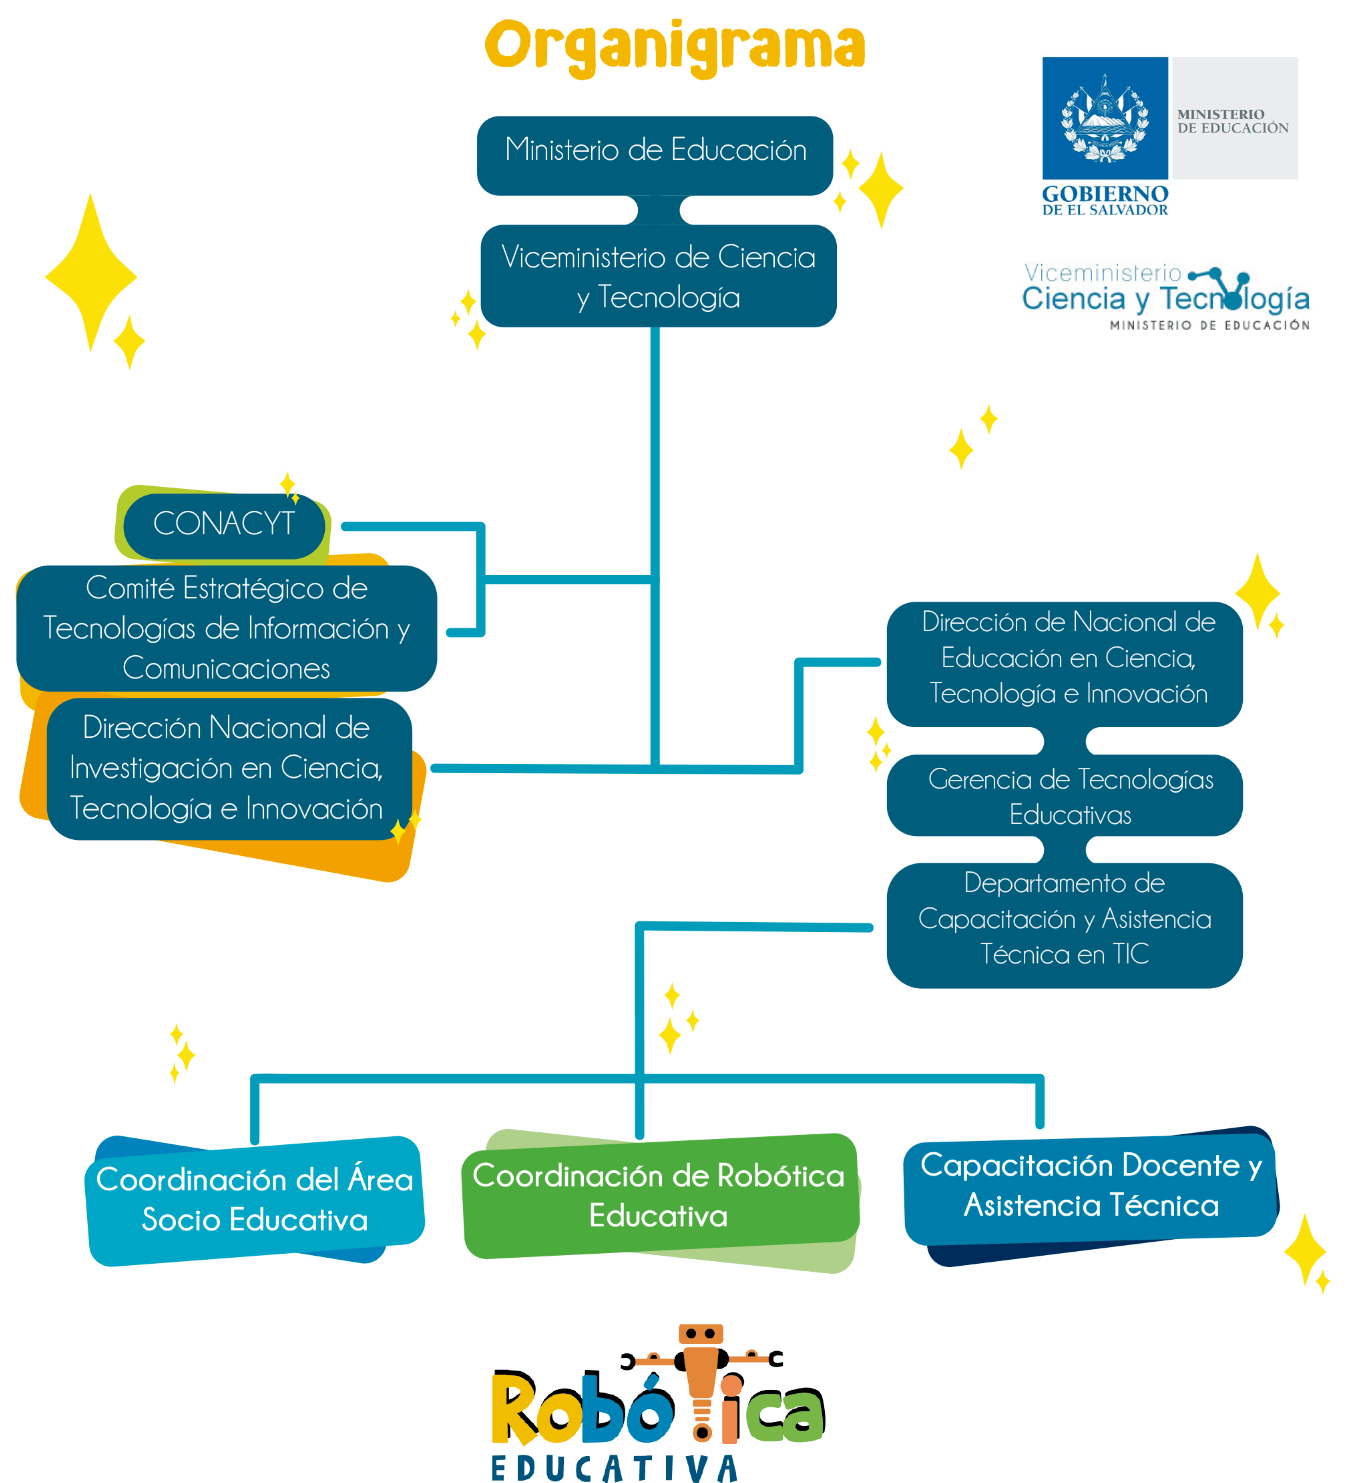 Organigrama
Ministerio de Educación
Viceministerio de Ciencia
y Tecnología
MINISTERIO
DE EDUCACIÓN
GOBIERNO
DE EL SALVADOR
Viceministerio
Ciencia y Tecnología
MINISTERIO DE EDUCACIÓN
CONACYT
Comité Estratégico de
Tecnologías de Información y
Comunicaciones
Dirección Nacional de
Investigación en Ciencia,
Tecnología e Innovación
Dirección de Nacional de
Educación en Ciencia,
Tecnología e Innovación
Gerencia de Tecnologías
Educativas
Departamento de
Capacitación y Asistencia
Técnica en TIC
Coordinación del Área
Socio Educativa
Coordinación de Robótica
Educativa
Capacitación Docente y
Asistencia Técnica
Robótica
EDUCATIVA